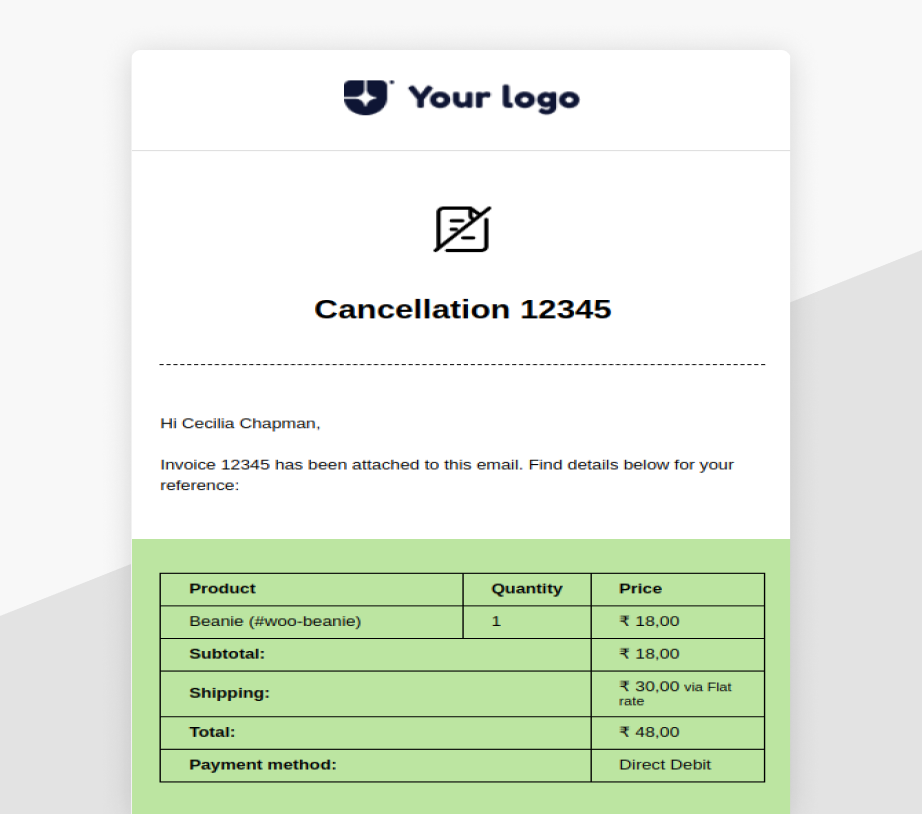 Your logo
Cancellation 12345
Hi Cecilia Chapman,
Invoice 12345 has been attached to this email. Find details below for your
reference:
Product Quantity Price
Beanie (#woo-beanie) 1 ₹ 18,00
Subtotal: ₹ 18,00
Shipping: ₹ 30,00 via Flat
rate
Total: ₹ 48,00
Payment method: Direct Debit